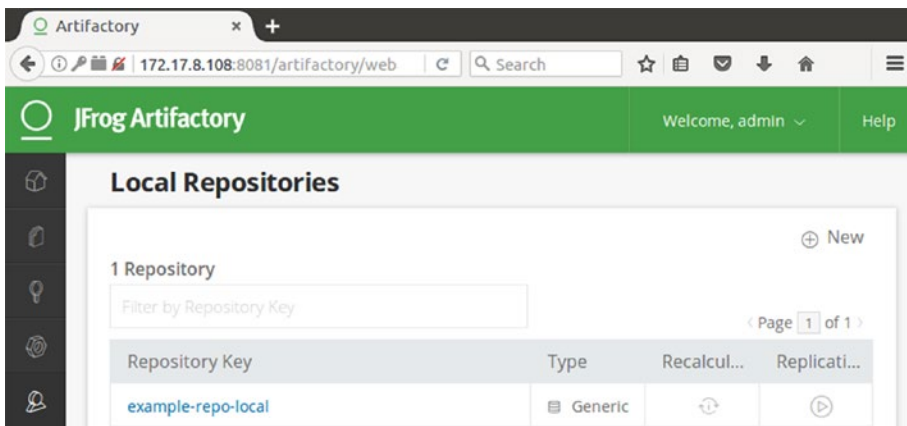 Artifactory
172.17.8.108:8081/artifactory/web
Search
JFrog Artifactory
Welcome, admin
Help
Local Repositories
New
1 Repository
Filter by Repository Key
Page 1 of 1
Repository Key Type Recalcul... Replicati...
example-repo-local Generic